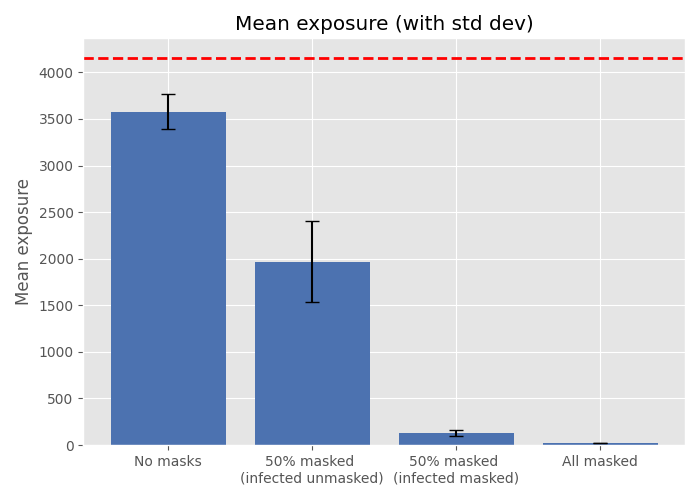 Mean exposure (with std dev)
Mean exposure
4000
3500
3000
2500
2000
1500
1000
500
0
No masks
50% masked
(infected unmasked)
50% masked
(infected masked)
All masked